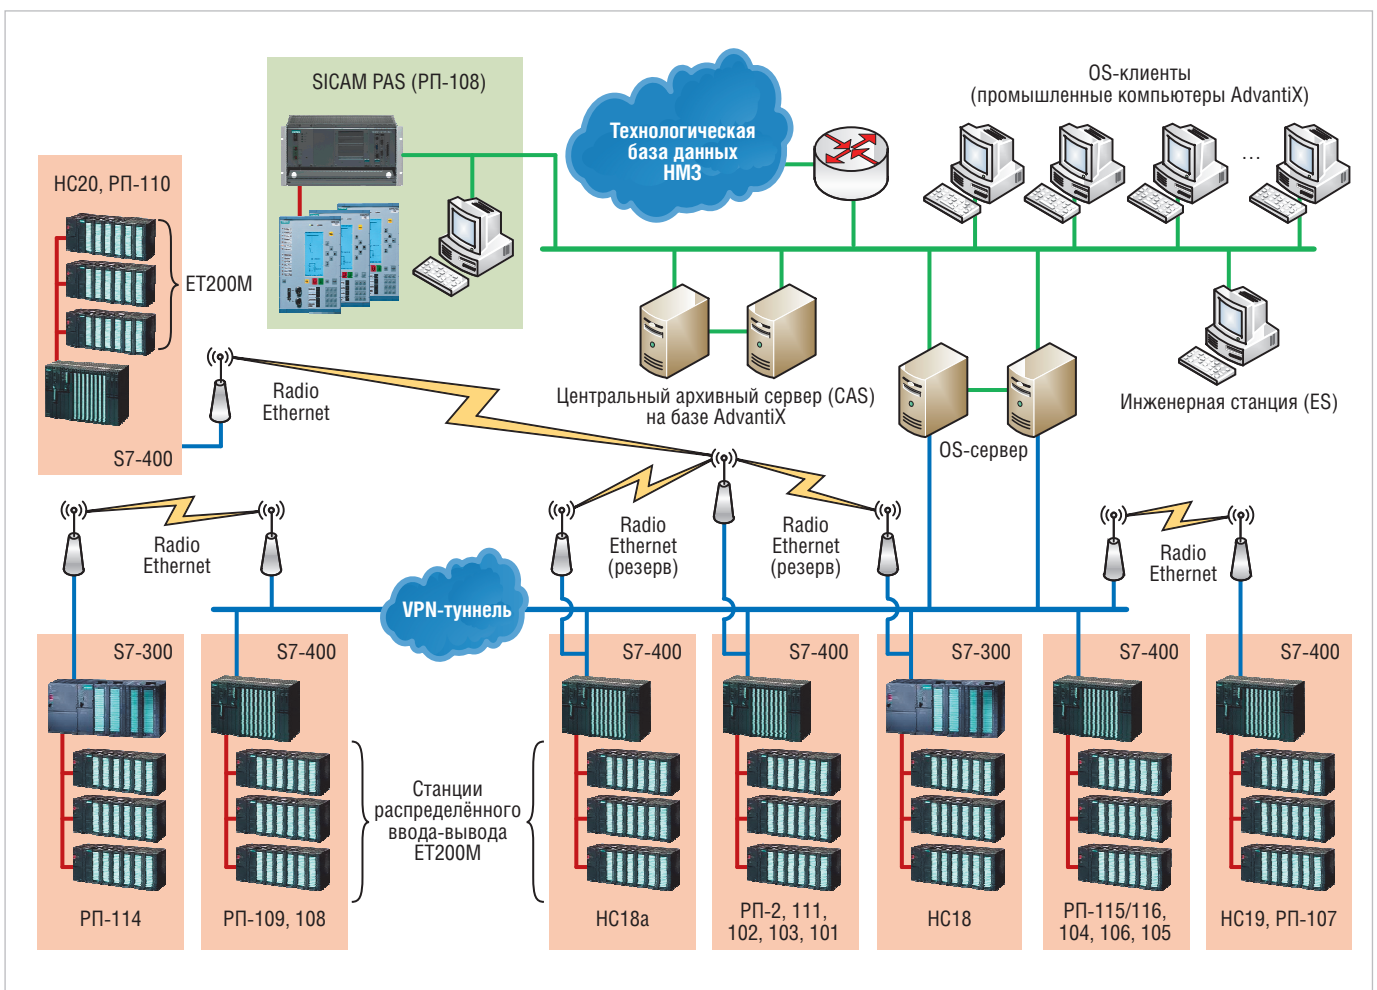 SICAM PAS (РП-108)
Технологическая
база данных
НМЗ
OS-клиенты
(промышленные компьютеры AdvantiX)
...
НС20, РП-110
ET200M
S7-400
Radio
Ethernet
Центральный архивный сервер (CAS)
на базе AdvantiX
OS-сервер
Инженерная станция (ES)
Radio
Ethernet
Radio
Ethernet
(резерв)
Radio
Ethernet
(резерв)
Radio
Ethernet
VPN-туннель
S7-300
S7-400
S7-400
S7-400
S7-300
S7-400
S7-400
Станции
распределённого
ввода-вывода
ET200M
РП-114
РП-109, 108
НС18а
РП-2, 111,
102, 103, 101
НС18
РП-115/116,
104, 106, 105
НС19, РП-107